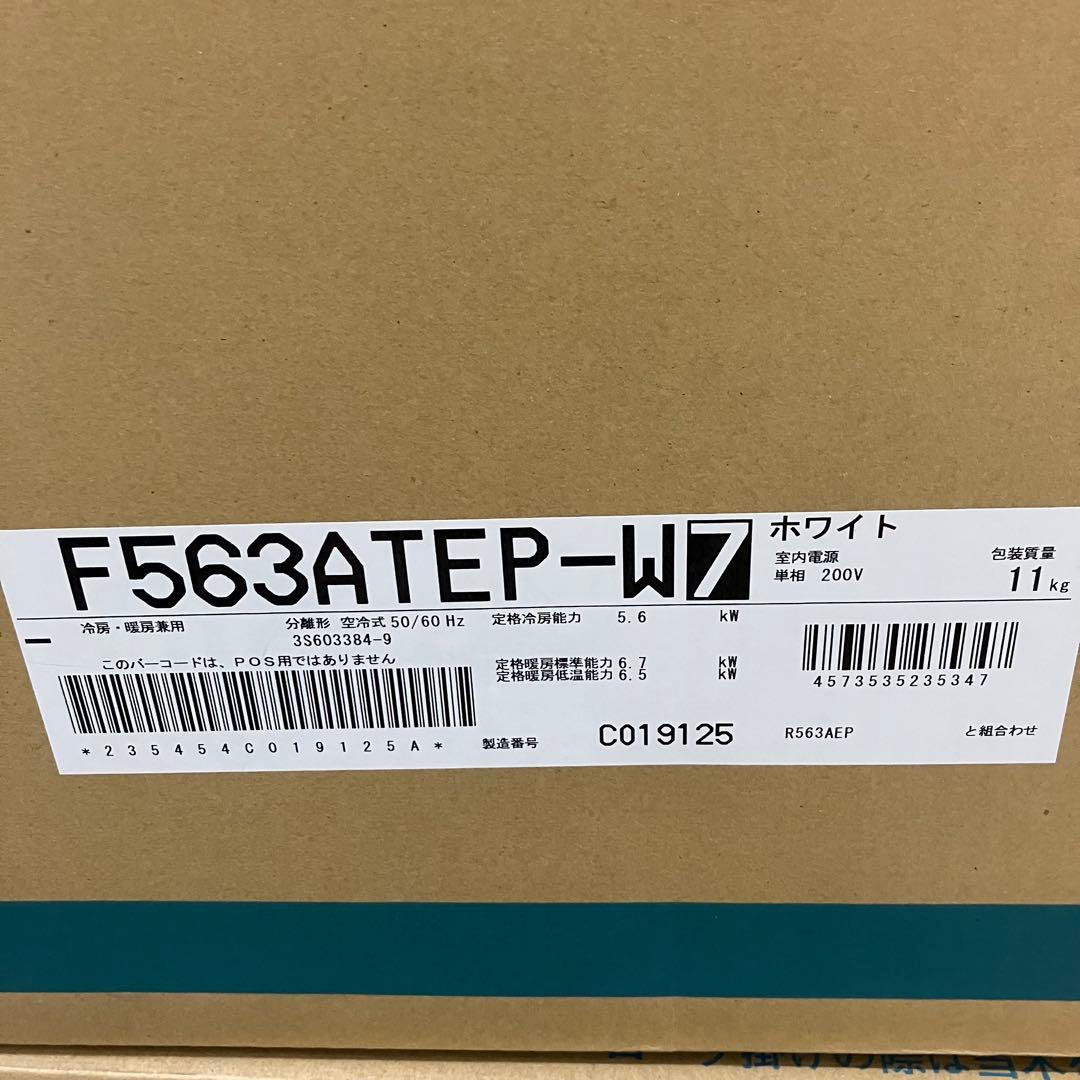 F563ATEP-W7
ホワイト
室内電源
単相 200V
包装質量
11kg
冷房・暖房兼用
分離形 空冷式 50/60 Hz
3S603384-9
定格冷房能力 5.6 kW
定格暖房標準能力 6.7 kW
定格暖房低温能力 6.5 kW
このバーコードは、POS用ではありません
*235454C019125A*
製造番号 C019125
4573535235347
R563AEP と組合わせ